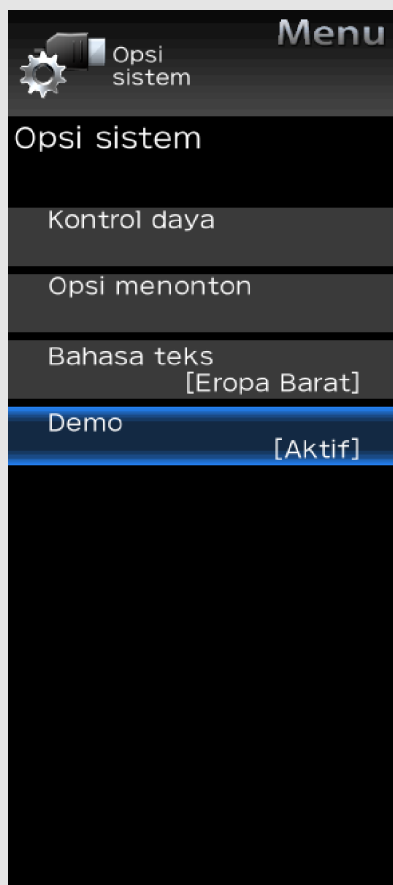 Menu
Opsi
sistem
Opsi sistem
Kontrol daya
Opsi menonton
Bahasa teks
[Eropa Barat]
Demo
[Aktif]